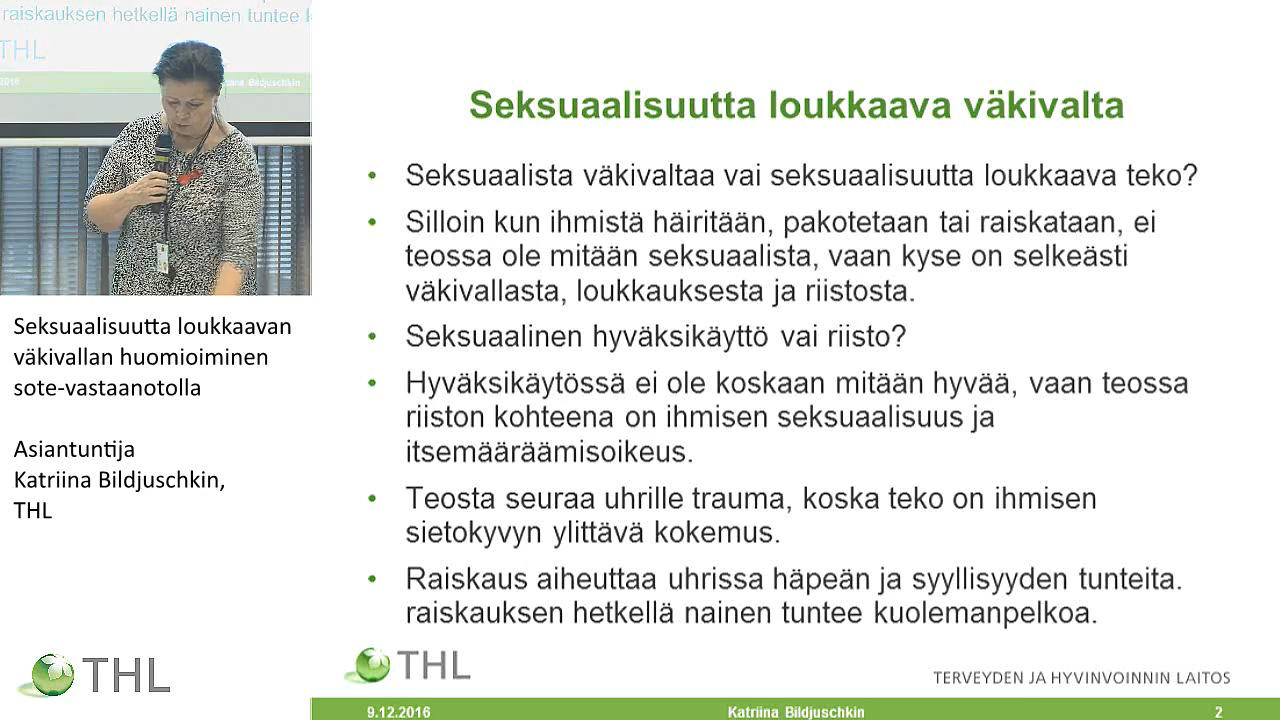 raiskauksen hetkellä nainen tuntee
THL
2016
Bildjuschkin
Seksuaalisuutta loukkaavan
väkivallan huomioiminen
sote-vastaanotolla
Asiantuntija
Katriina Bildjuschkin,
THL
THL
Seksuaalisuutta loukkaava väkivalta
• Seksuaalista väkivaltaa vai seksuaalisuutta loukkaava teko?
• Silloin kun ihmistä häiritään, pakotetaan tai raiskataan, ei
teossa ole mitään seksuaalista, vaan kyse on selkeästi
väkivallasta, loukkauksesta ja riistosta.
• Seksuaalinen hyväksikäyttö vai riisto?
• Hyväksikäytössä ei ole koskaan mitään hyvää, vaan teossa
riiston kohteena on ihmisen seksuaalisuus ja
itsemääräämisoikeus.
• Teosta seuraa uhrille trauma, koska teko on ihmisen
sietokyvyn ylittävä kokemus.
• Raiskaus aiheuttaa uhrissa häpeän ja syyllisyyden tunteita.
raiskauksen hetkellä nainen tuntee kuolemanpelkoa.
THL
TERVEYDEN JA HYVINVOINNIN LAITOS
9.12.2016 Katriina Bildjuschkin 2